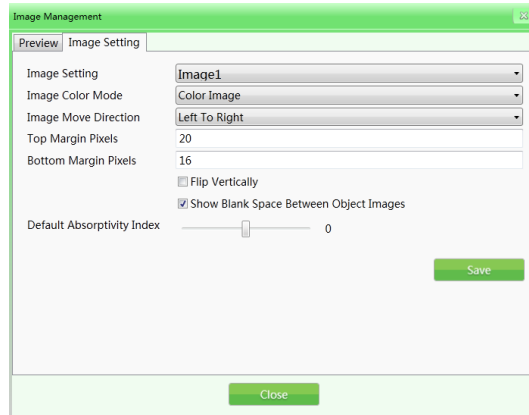 Image Management
Preview Image Setting
Image Setting Image1
Image Color Mode Color Image
Image Move Direction Left To Right
Top Margin Pixels 20
Bottom Margin Pixels 16
Flip Vertically
Show Blank Space Between Object Images
Default Absorptivity Index 0
Save
Close